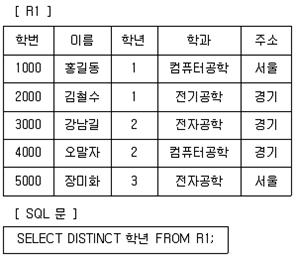 [ R1 ]
학번 이름 학년 학과 주소
1000 홍길동 1 컴퓨터공학 서울
2000 김철수 1 전기공학 경기
3000 강남길 2 전자공학 경기
4000 오말자 2 컴퓨터공학 경기
5000 장미화 3 전자공학 서울
[ SQL 문 ]
SELECT DISTINCT 학년 FROM R1;